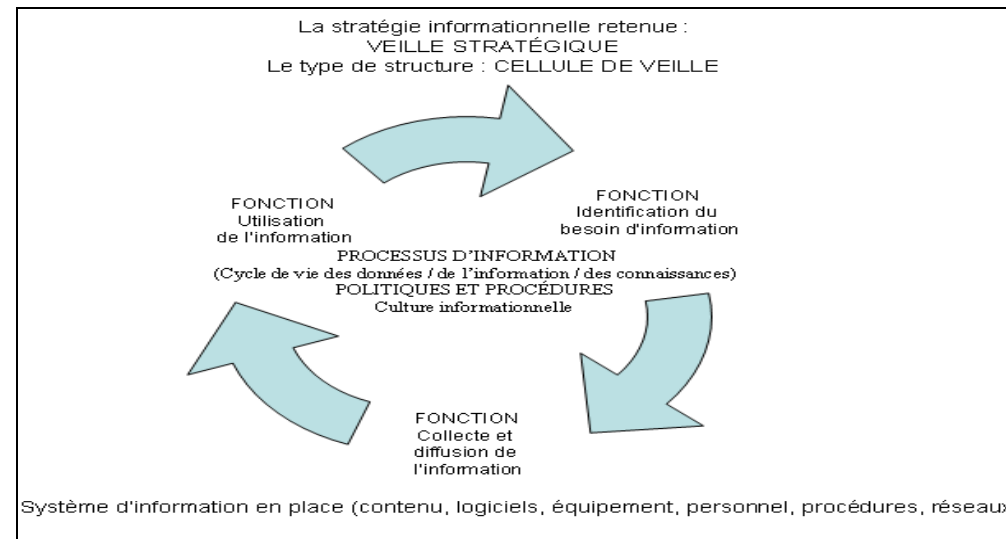 La stratégie informationnelle retenue :
VEILLE STRATÉGIQUE
Le type de structure : CELLULE DE VEILLE
FONCTION
Utilisation
de l'information
FONCTION
Identification du
besoin d'information
PROCESSUS D'INFORMATION
(Cycle de vie des données / de l'information / des connaissances)
POLITIQUES ET PROCÉDURES
Culture informationnelle
FONCTION
Collecte et
diffusion de
l'information
Système d'information en place (contenu, logiciels, équipement, personnel, procédures, réseaux